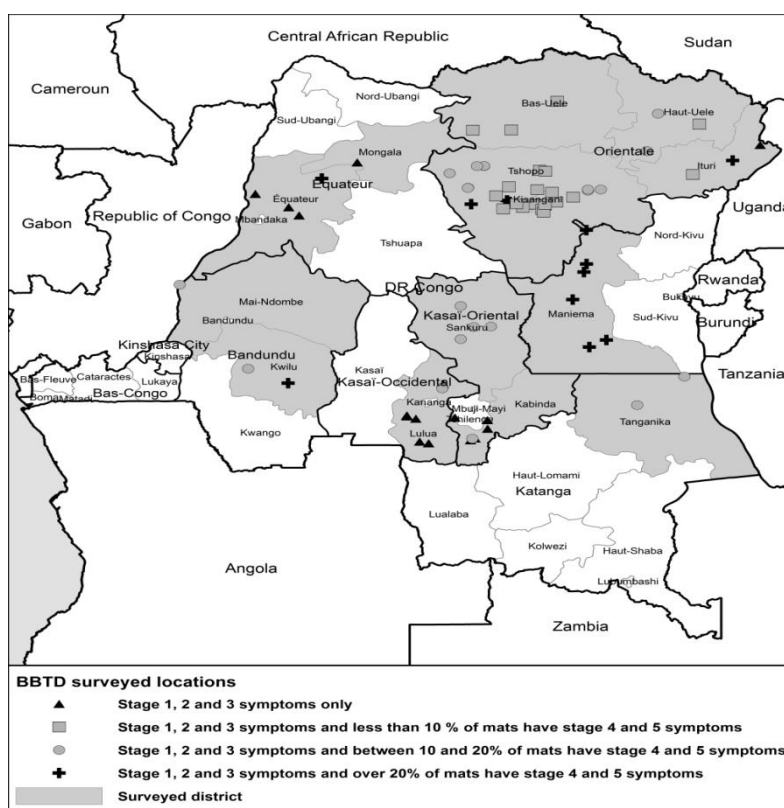 Central African Republic
Sudan
Cameroun
Nord-Ubangi
Sud-Ubangi
Bas-Uele
Haut-Uele
Mongala
Orientale
Tshopo
Ituri
Équateur
Équateur
Kisangani
Gabon
Republic of Congo
Mbandaka
Uganda
Tshuapa
Nord-Kivu
DR Congo
Rwanda
Mai-Ndombe
Kasaï-Oriental
Maniema
Bukavu
Bandundu
Sankuru
Sud-Kivu
Burundi
Kinshasa City
Kinshasa
Bandundu
Kwilu
Kasaï
Kasaï-Occidental
Tanzania
Bas-Fleuve
Cataractes
Lukaya
Boma
Matadi
Bas-Congo
Kananga
Mbuji-Mayi
Kabinda
Tshilenge
Tanganika
Kwango
Lulua
Haut-Lomami
Katanga
Lualaba
Kolwezi
Haut-Shaba
Angola
Lubumbashi
Zambia
BBTD surveyed locations
Stage 1, 2 and 3 symptoms only
Stage 1, 2 and 3 symptoms and less than 10 % of mats have stage 4 and 5 symptoms
Stage 1, 2 and 3 symptoms and between 10 and 20% of mats have stage 4 and 5 symptoms
Stage 1, 2 and 3 symptoms and over 20% of mats have stage 4 and 5 symptoms
Surveyed district